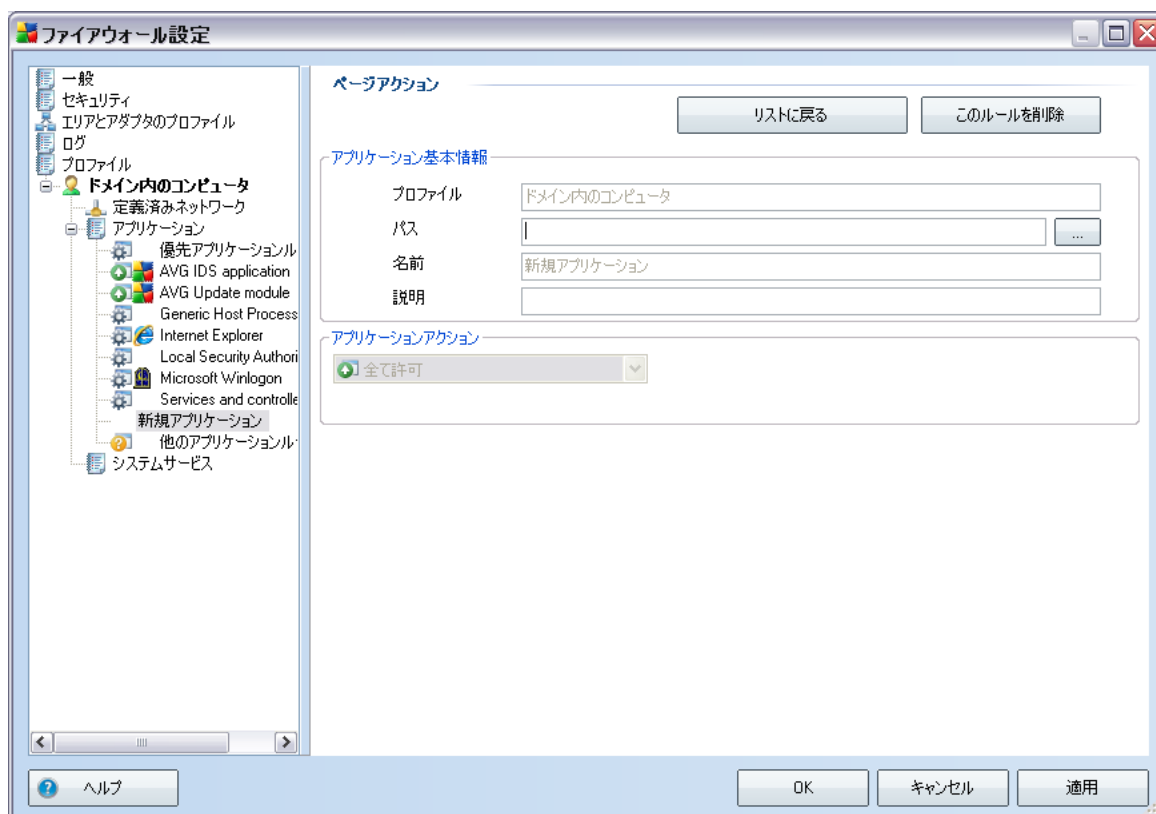 ファイアウォール設定
一般
セキュリティ
エリアとアダプタのプロファイル
ログ
プロファイル
ドメイン内のコンピュータ
定義済みネットワーク
アプリケーション
優先アプリケーションル
AVG IDS application
AVG Update module
Generic Host Process
Internet Explorer
Local Security Authori
Microsoft Winlogon
Services and controlle
新規アプリケーション
他のアプリケーションル
システムサービス
ページアクション
リストに戻る
このルールを削除
アプリケーション基本情報
プロファイル
ドメイン内のコンピュータ
パス
...
名前
新規アプリケーション
説明
アプリケーションアクション
全て許可
ヘルプ
OK
キャンセル
適用